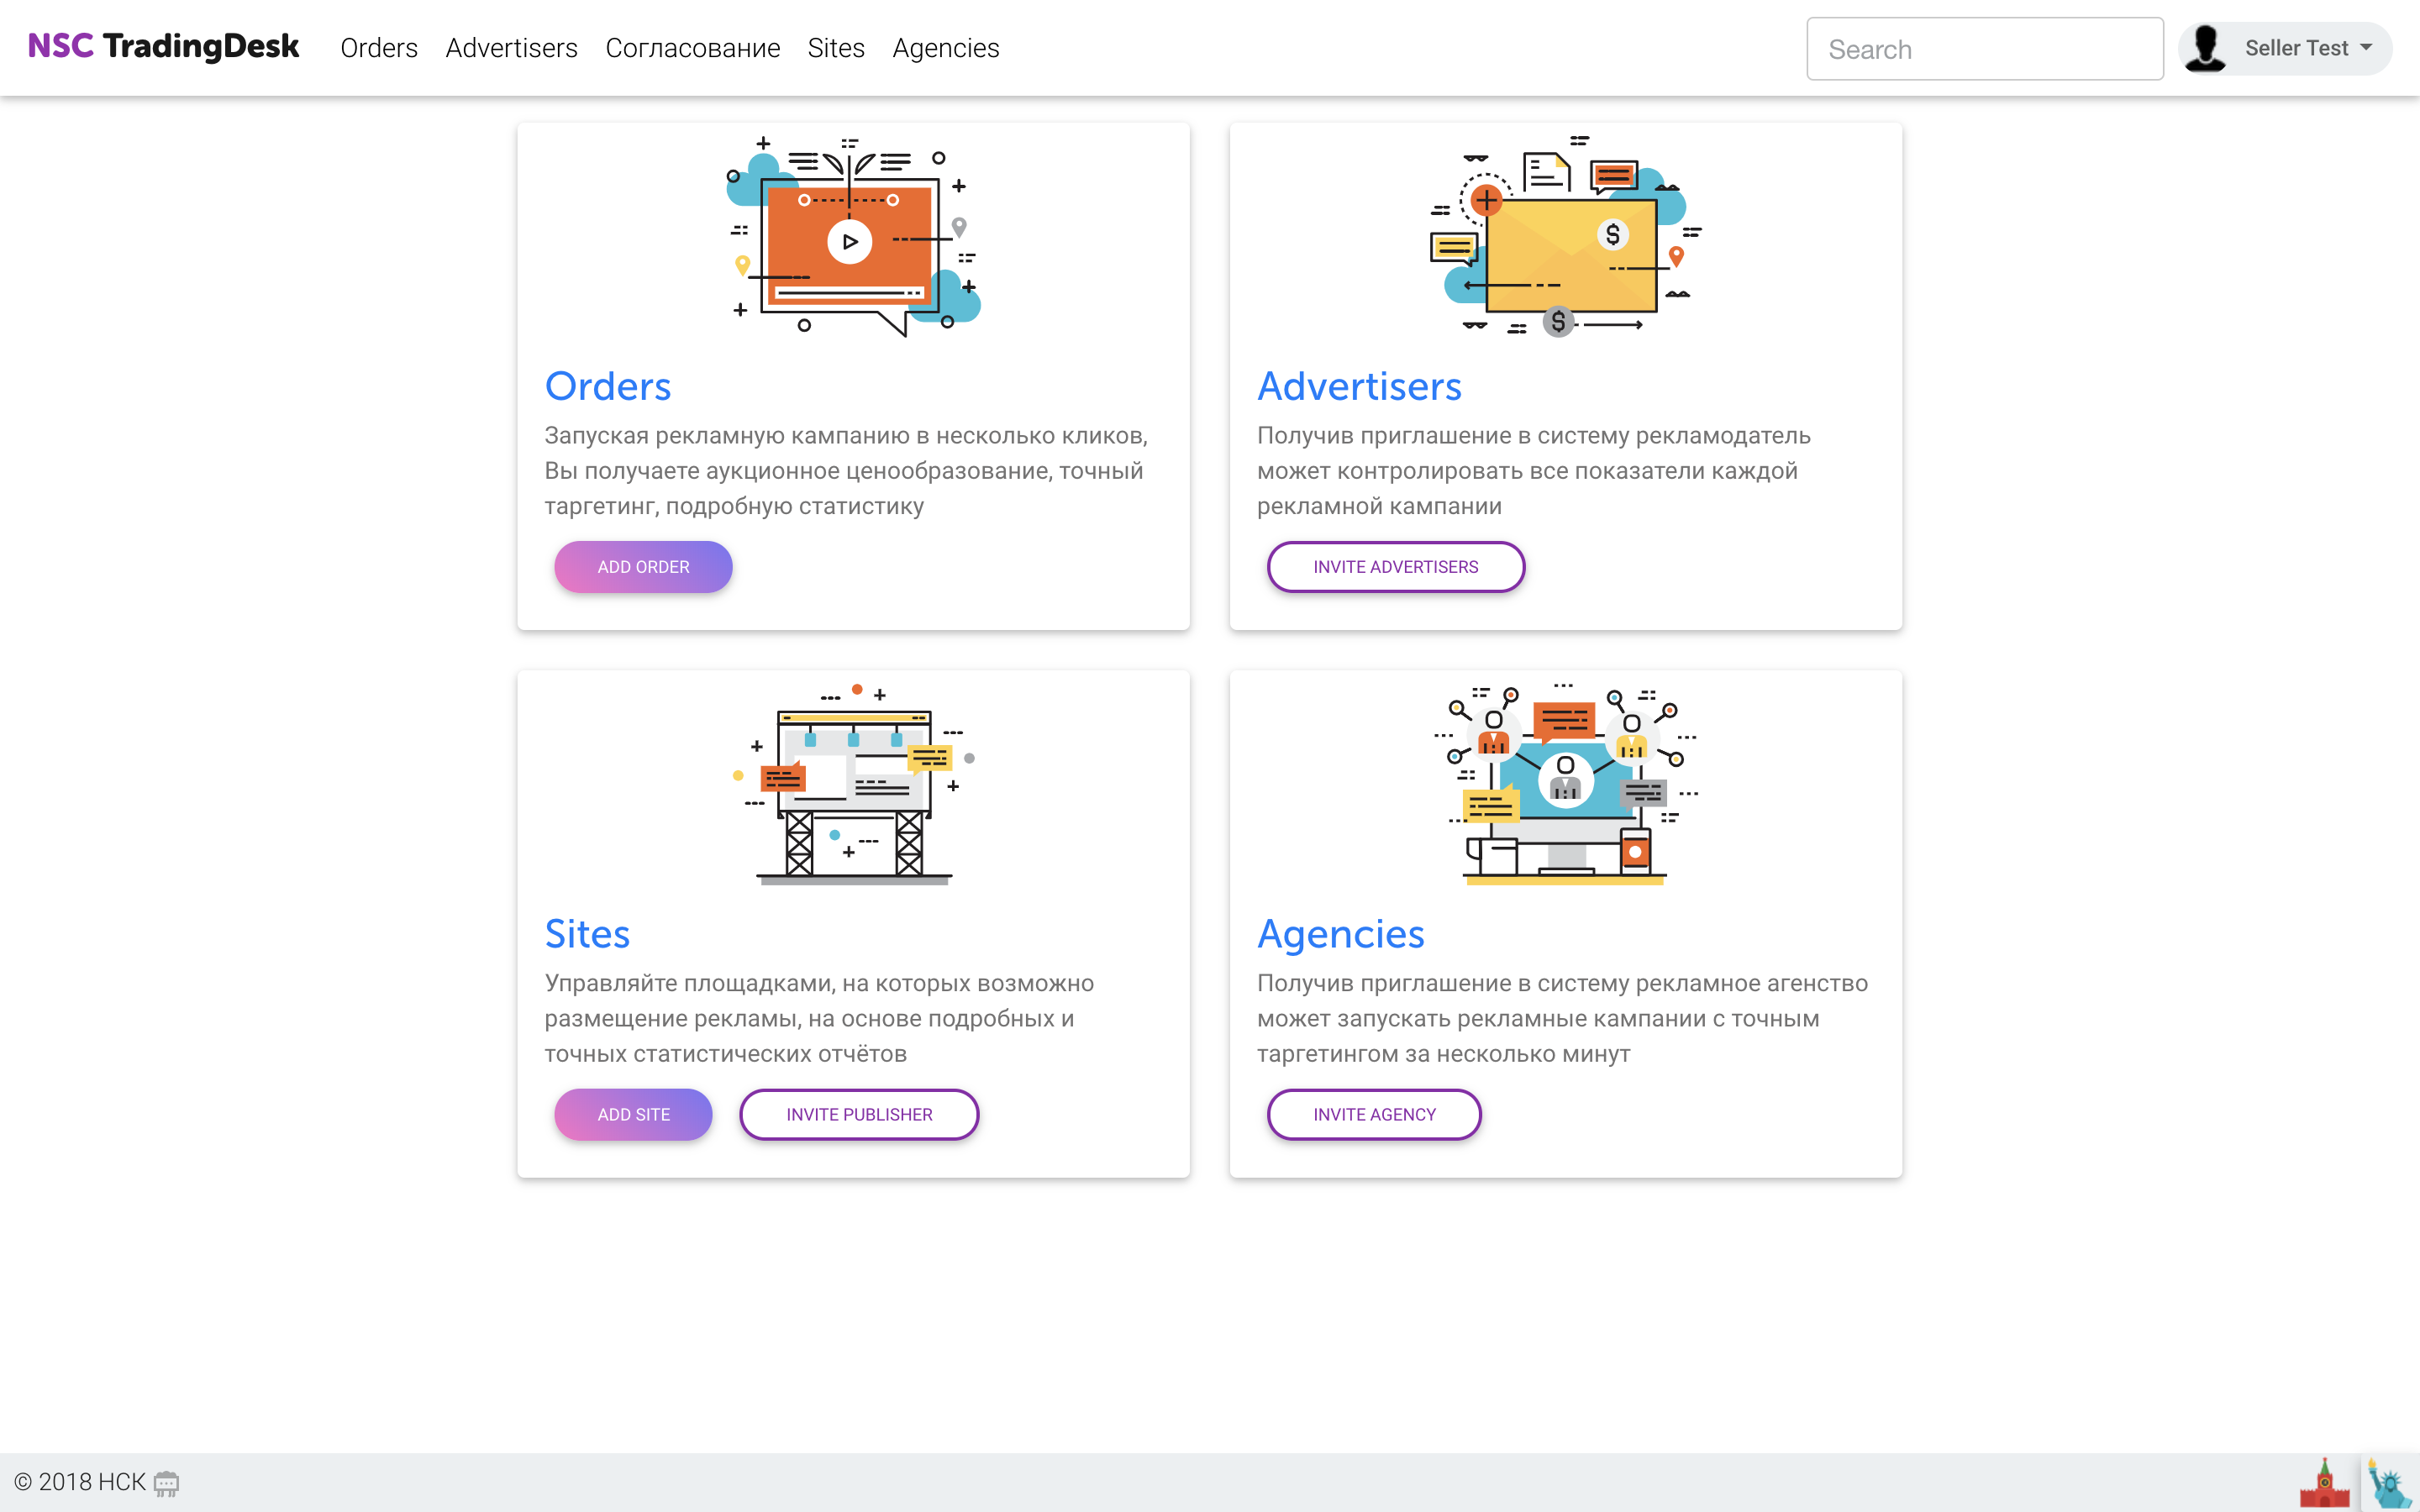 NSC TradingDesk Orders Advertisers Согласование Sites Agencies Search Seller Test
Orders
Запуская рекламную кампанию в несколько кликов,
Вы получаете аукционное ценообразование, точный
таргетинг, подробную статистику
ADD ORDER
Advertisers
Получив приглашение в систему рекламодатель
может контролировать все показатели каждой
рекламной кампании
INVITE ADVERTISERS
Sites
Управляйте площадками, на которых возможно
размещение рекламы, на основе подробных и
точных статистических отчётов
ADD SITE INVITE PUBLISHER
Agencies
Получив приглашение в систему рекламное агенство
может запускать рекламные кампании с точным
таргетингом за несколько минут
INVITE AGENCY
© 2018 НСК